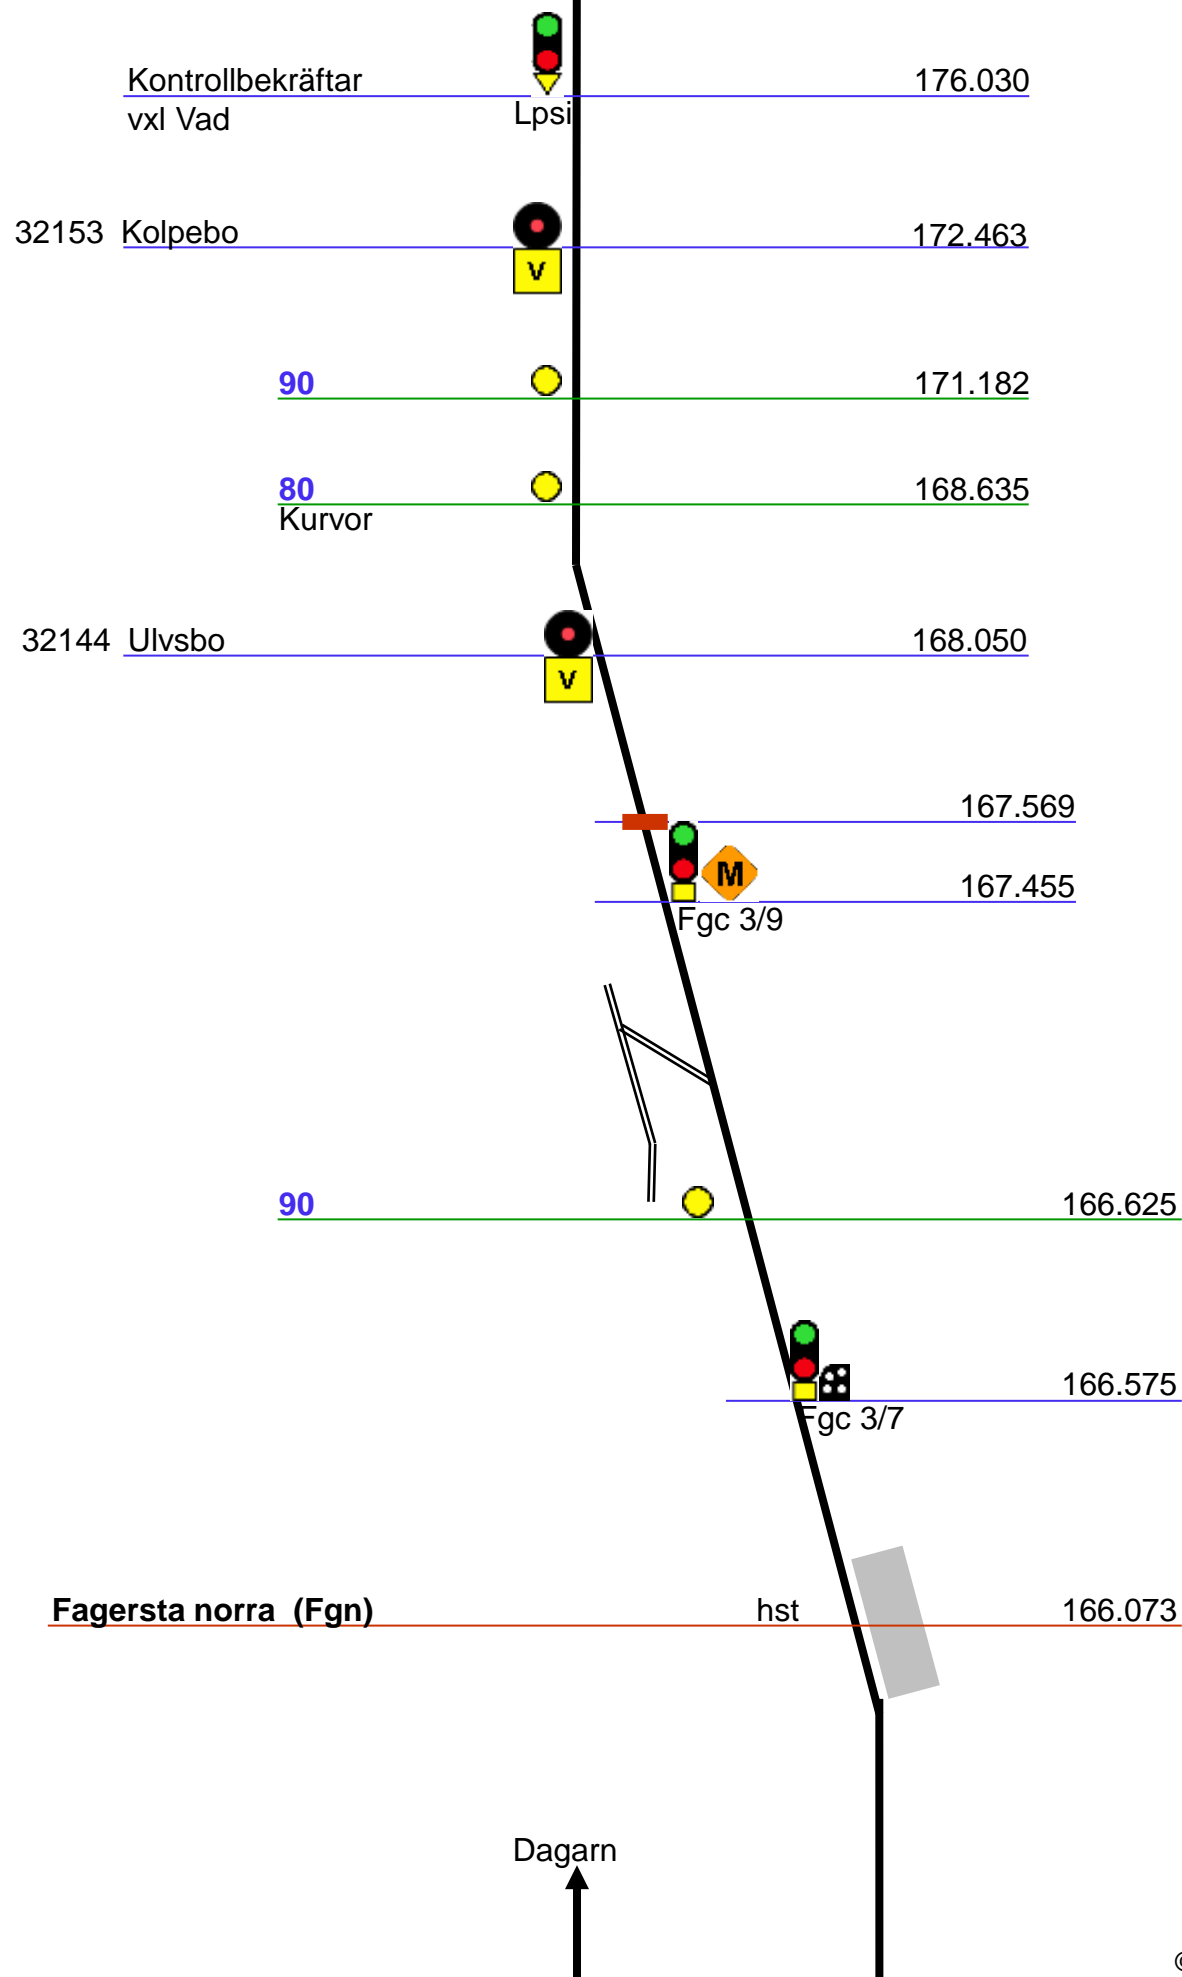 Kontrollbekräftar 176.030
vxl Vad Lpsi
32153 Kolpebo 172.463
V
90 171.182
80 168.635
Kurvor
32144 Ulvsbo 168.050
V
167.569
M 167.455
Fgc 3/9
90 166.625
166.575
Fgc 3/7
Fagersta norra (Fgn) hst 166.073
Dagarn
©